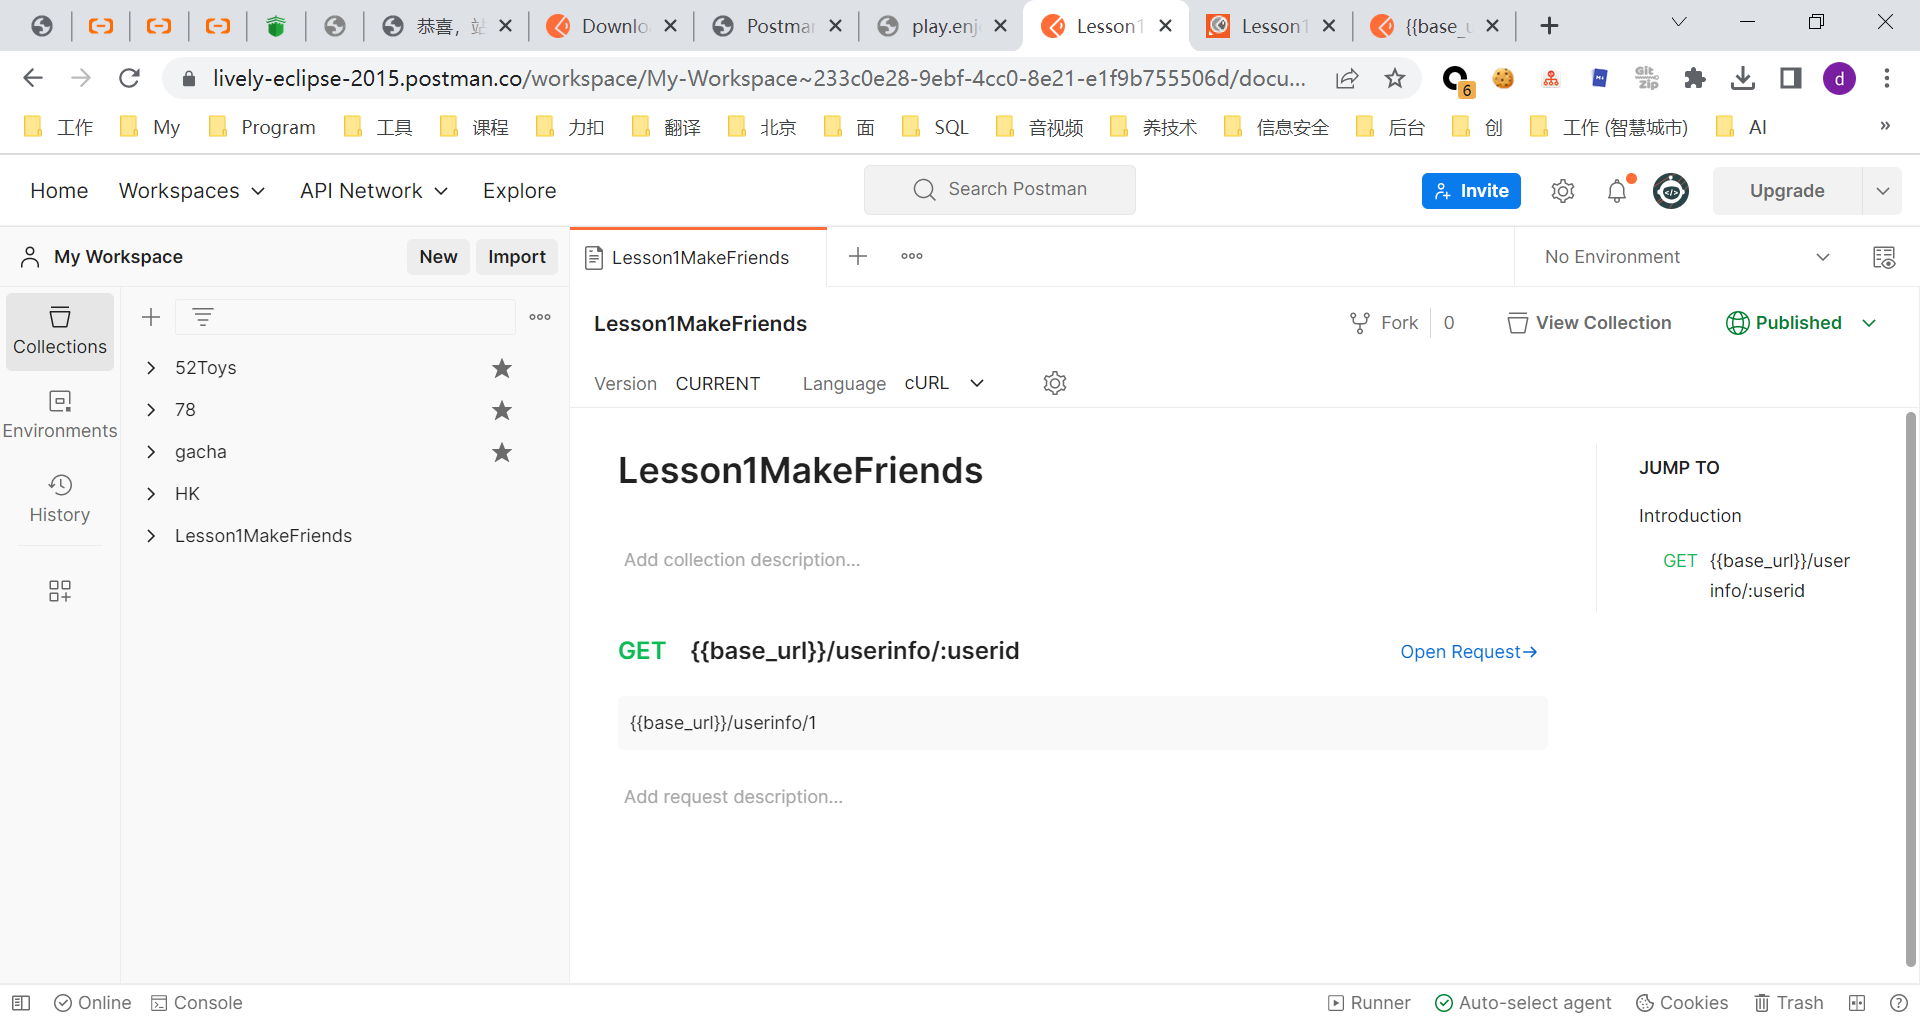 恭喜，站
Downlo
Postmar
play.enj
Lesson1
Lesson1
{{base_u
lively-eclipse-2015.postman.co/workspace/My-Workspace~233c0e28-9ebf-4cc0-8e21-e1f9b755506d/docu...
6
Git
zip
d
工作
My
Program
工具
课程
力扣
翻译
北京
面
SQL
音视频
养技术
信息安全
后台
创
工作 (智慧城市)
AI
»
Home
Workspaces
API Network
Explore
Search Postman
Invite
Upgrade
My Workspace
New
Import
Lesson1MakeFriends
No Environment
Collections
Environments
History
52Toys
78
gacha
HK
Lesson1MakeFriends
Lesson1MakeFriends
Fork
0
View Collection
Published
Version CURRENT
Language cURL
Lesson1MakeFriends
Add collection description...
GET {{base_url}}/userinfo/:userid
Open Request→
{{base_url}}/userinfo/1
Add request description...
JUMP TO
Introduction
GET {{base_url}}/user
info/:userid
Online
Console
Runner
Auto-select agent
Cookies
Trash